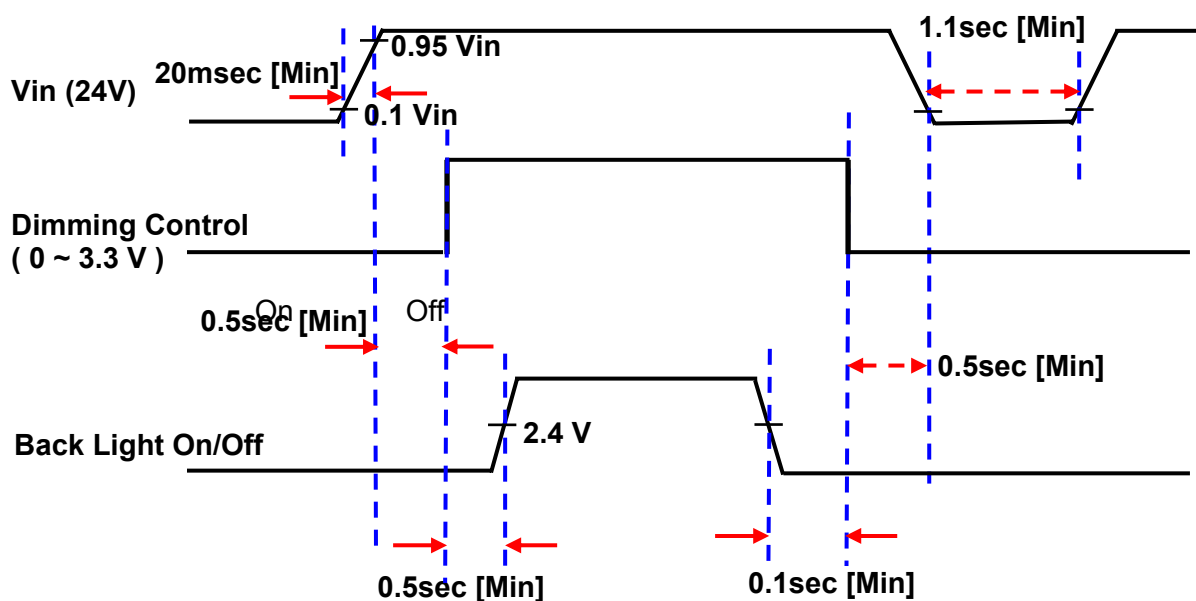 1.1sec [Min]
0.95 Vin
20msec [Min]
Vin (24V)
0.1 Vin
Dimming Control
( 0 ~ 3.3 V )
On
Off
0.5sec [Min]
0.5sec [Min]
2.4 V
Back Light On/Off
0.5sec [Min]
0.1sec [Min]